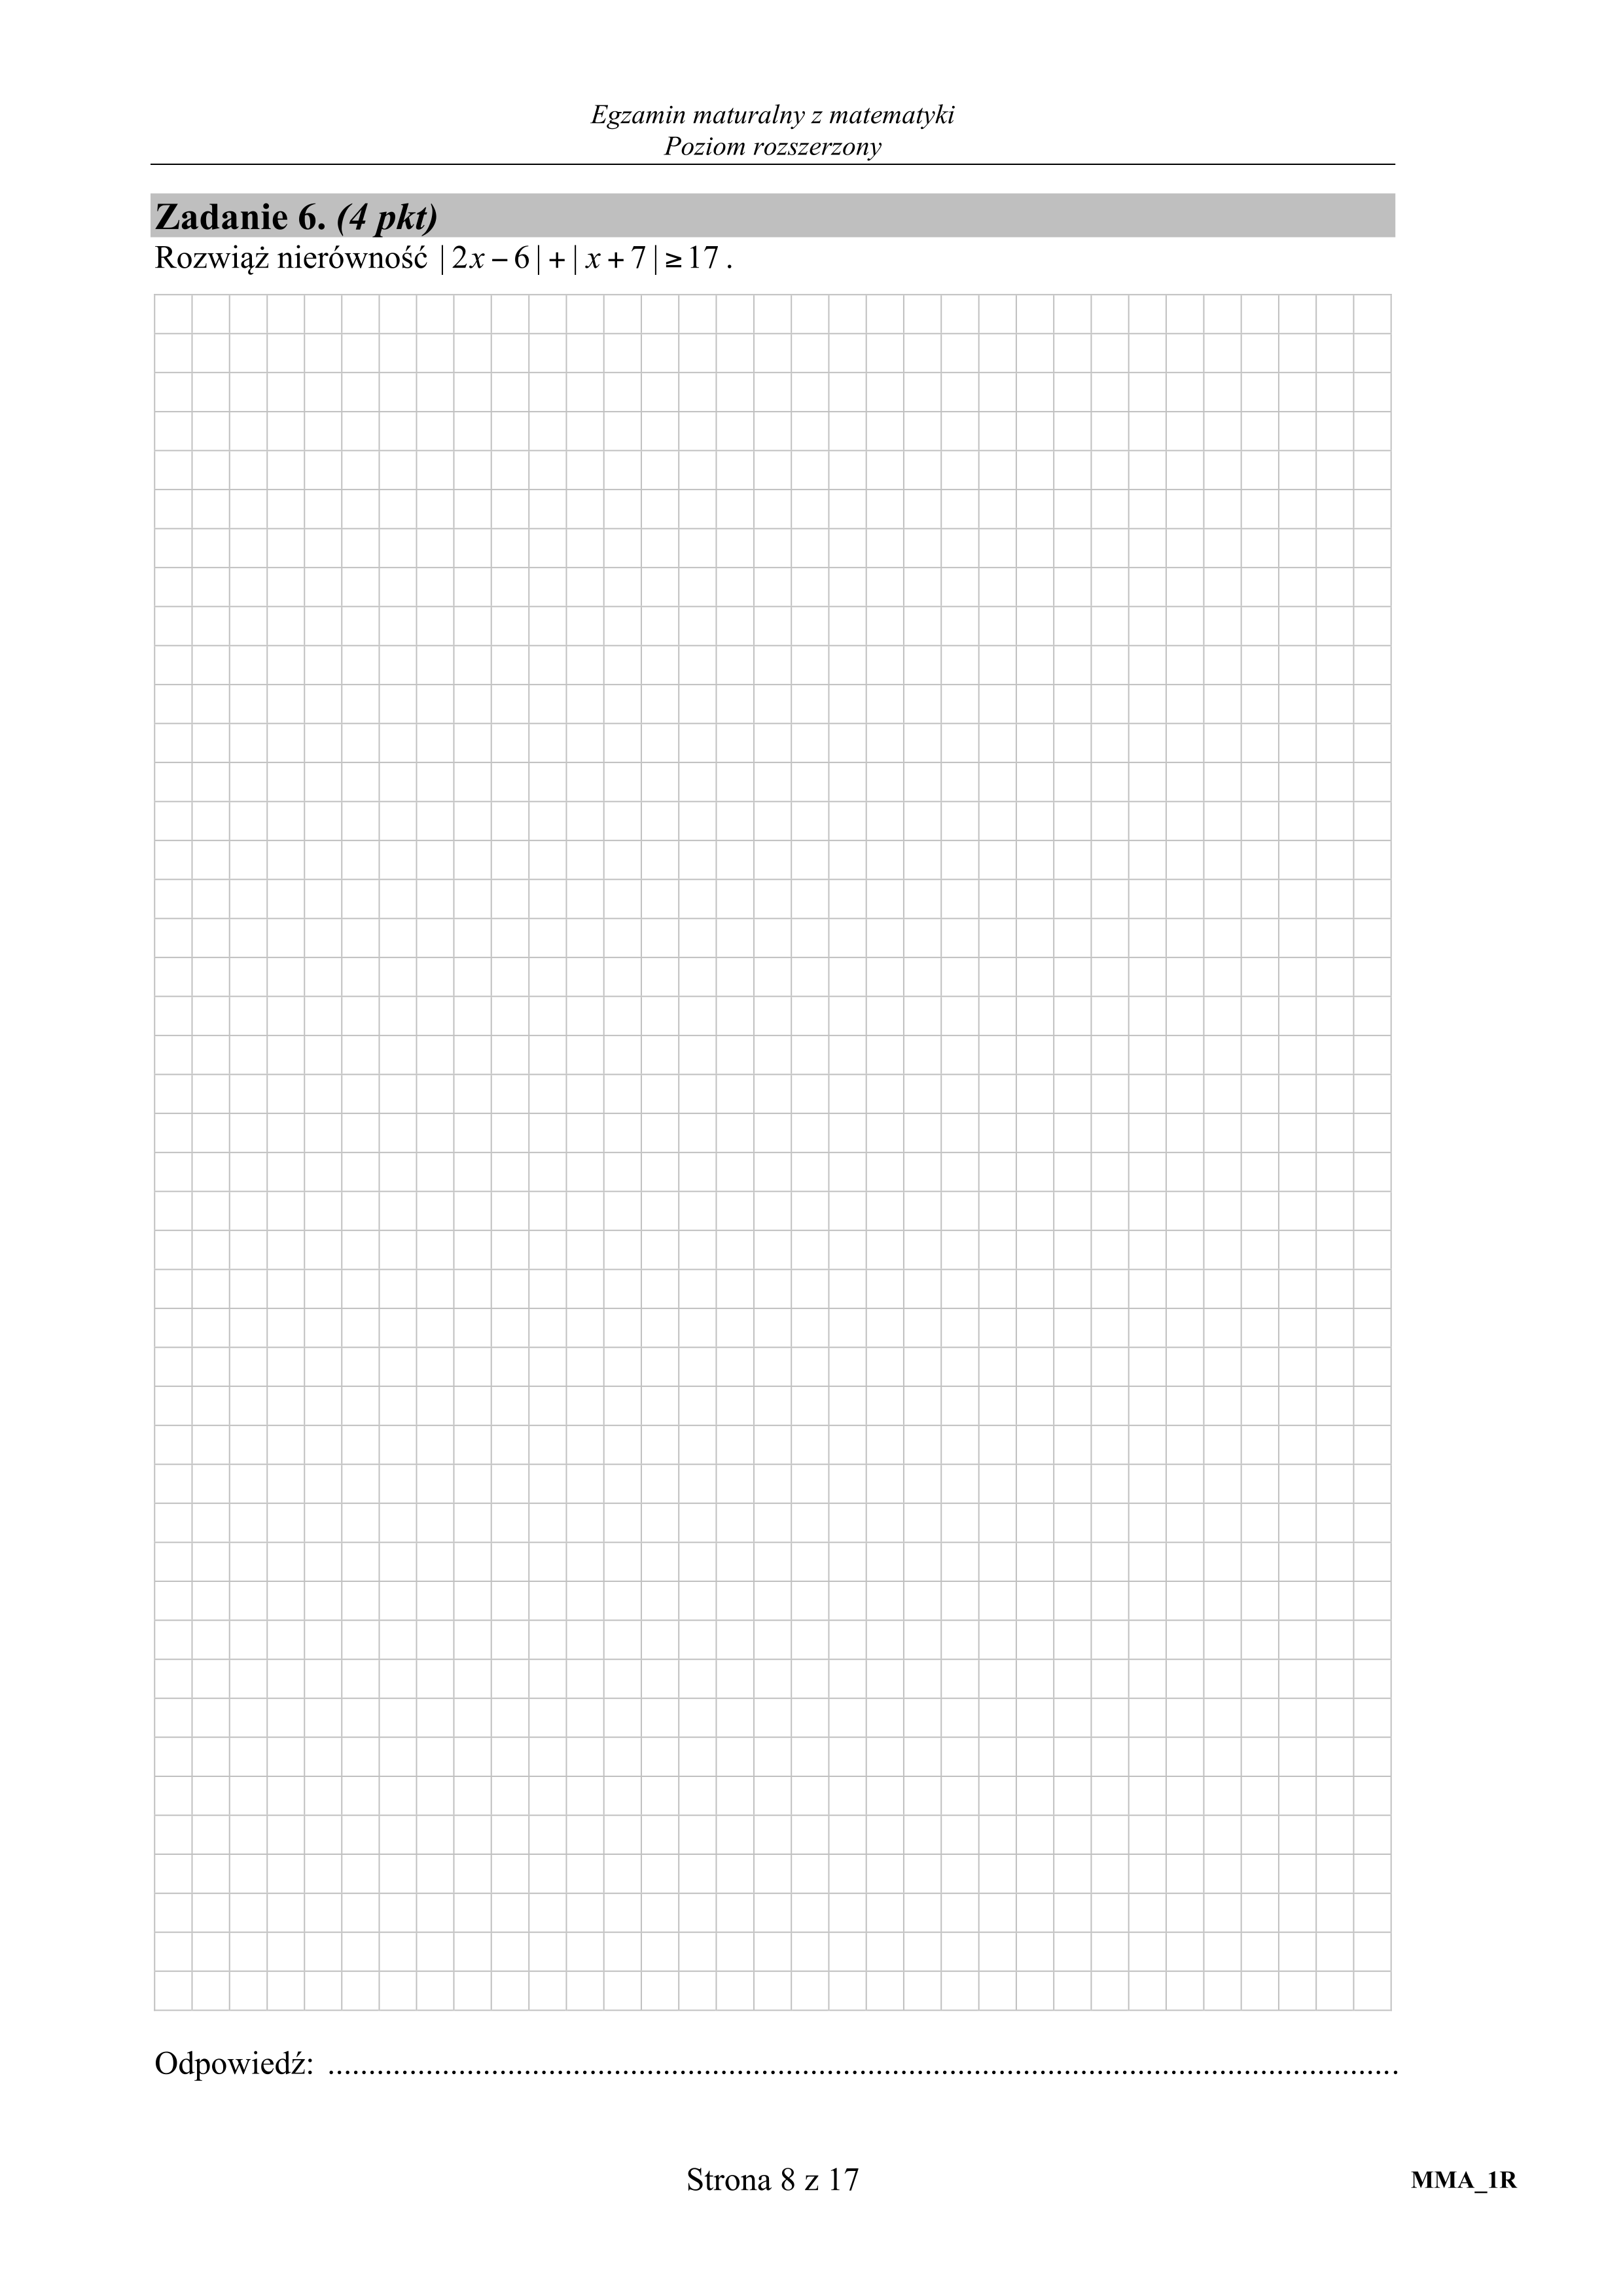 Egzamin maturalny z matematyki
Poziom rozszerzony
Zadanie 6. (4 pkt)
Rozwiąż nierówność |2x − 6| + |x + 7| ≥ 17 .
Odpowiedź: ....................................................................................................................................
Strona 8 z 17
MMA_1R